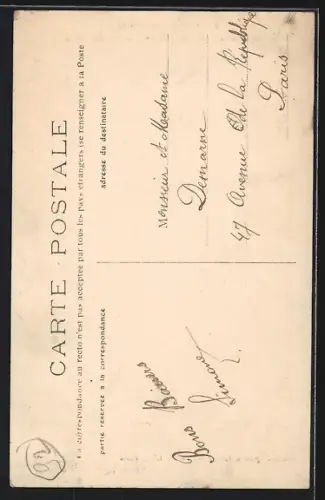 CARTE POSTALE
La correspondance au recto n'est pas acceptée par tous les pays étrangers (se renseigner à la Poste
partie réservée à la correspondance
adresse du destinataire
Bons Baisers
Simone
Monsieur et Madame
Demarne
47 Avenue de la République
Paris